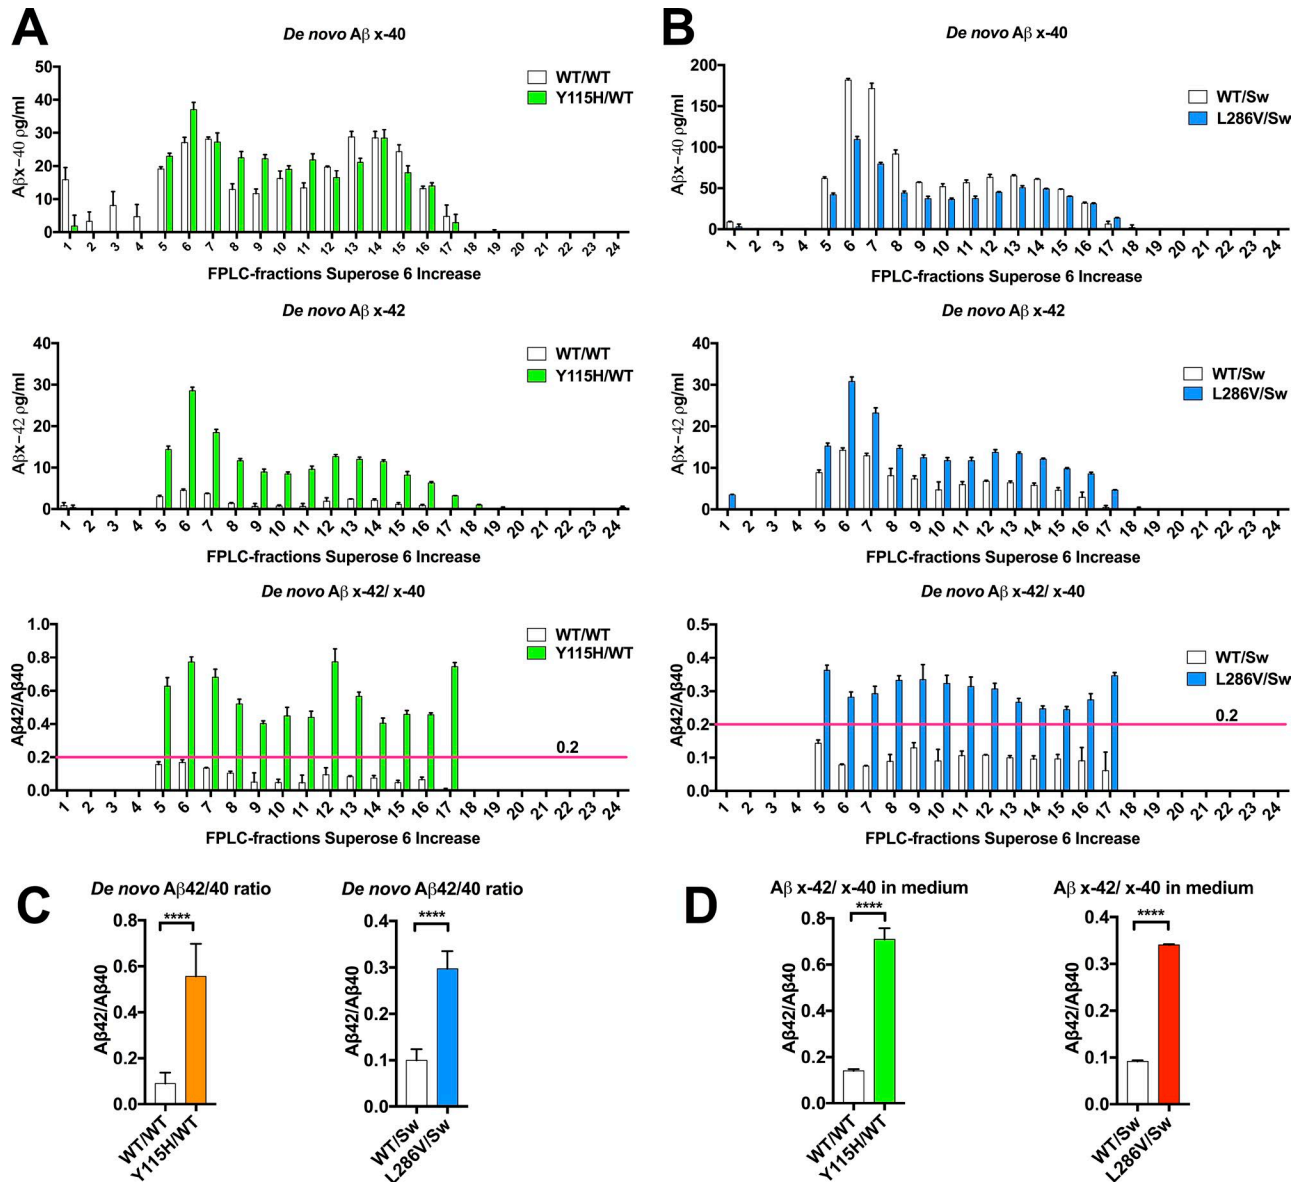 A
De novo Aβ x-40
50
40
30
20
10
0
Aβx−40 ρg/ml
WT/WT
Y115H/WT
1 2 3 4 5 6 7 8 9 10 11 12 13 14 15 16 17 18 19 20 21 22 23 24
FPLC-fractions Superose 6 Increase
De novo Aβ x-42
40
30
20
10
0
Aβx−42 ρg/ml
WT/WT
Y115H/WT
1 2 3 4 5 6 7 8 9 10 11 12 13 14 15 16 17 18 19 20 21 22 23 24
FPLC-fractions Superose 6 Increase
De novo Aβ x-42/ x-40
1.0
0.8
0.6
0.4
0.2
0.0
Aβ42/Aβ40
WT/WT
Y115H/WT
0.2
1 2 3 4 5 6 7 8 9 10 11 12 13 14 15 16 17 18 19 20 21 22 23 24
FPLC-fractions Superose 6 Increase
B
De novo Aβ x-40
200
150
100
50
0
Aβx−40 ρg/ml
WT/Sw
L286V/Sw
1 2 3 4 5 6 7 8 9 10 11 12 13 14 15 16 17 18 19 20 21 22 23 24
FPLC-fractions Superose 6 Increase
De novo Aβ x-42
40
30
20
10
0
Aβx−42 ρg/ml
WT/Sw
L286V/Sw
1 2 3 4 5 6 7 8 9 10 11 12 13 14 15 16 17 18 19 20 21 22 23 24
FPLC-fractions Superose 6 Increase
De novo Aβ x-42/ x-40
0.5
0.4
0.3
0.2
0.1
0.0
Aβ42/Aβ40
WT/Sw
L286V/Sw
0.2
1 2 3 4 5 6 7 8 9 10 11 12 13 14 15 16 17 18 19 20 21 22 23 24
FPLC-fractions Superose 6 Increase
C
De novo Aβ42/40 ratio
****
0.8
0.6
0.4
0.2
0.0
Aβ42/Aβ40
WT/WT
Y115H/WT
De novo Aβ42/40 ratio
****
0.4
0.3
0.2
0.1
0.0
Aβ42/Aβ40
WT/Sw
L286V/Sw
D
Aβ x-42/ x-40 in medium
****
0.8
0.6
0.4
0.2
0.0
Aβ42/Aβ40
WT/WT
Y115H/WT
Aβ x-42/ x-40 in medium
****
0.4
0.3
0.2
0.1
0.0
Aβ42/Aβ40
WT/Sw
L286V/Sw